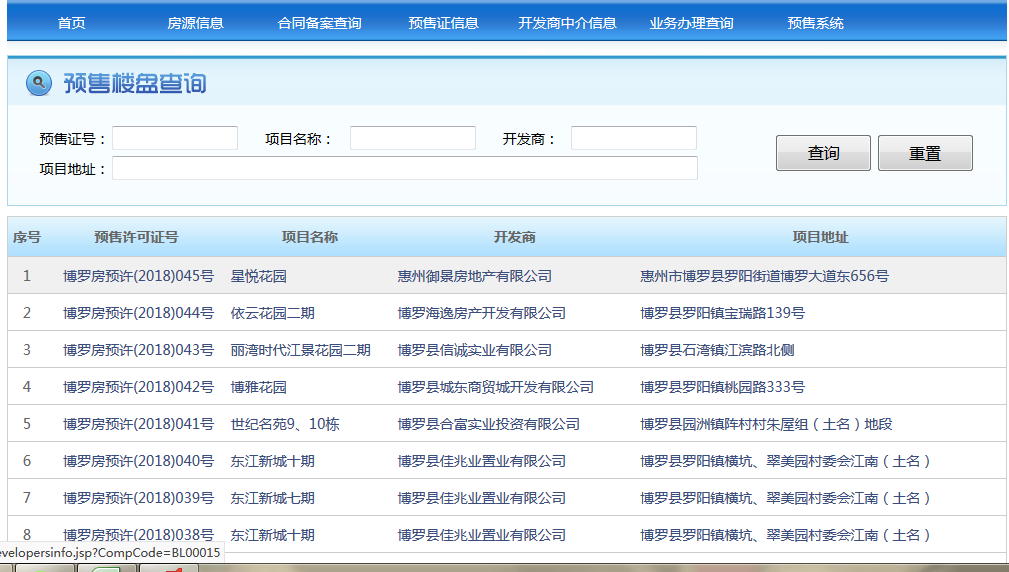 首页 房源信息 合同备案查询 预售证信息 开发商中介信息 业务办理查询 预售系统
预售楼盘查询
预售证号： 项目名称： 开发商：
查询 重置
项目地址：
序号 预售许可证号 项目名称 开发商 项目地址
1 博罗房预许(2018)045号 星悦花园 惠州御景房地产有限公司 惠州市博罗县罗阳街道博罗大道东656号
2 博罗房预许(2018)044号 依云花园二期 博罗海逸房产开发有限公司 博罗县罗阳镇宝瑞路139号
3 博罗房预许(2018)043号 丽湾时代江景花园二期 博罗县信诚实业有限公司 博罗县石湾镇江滨路北侧
4 博罗房预许(2018)042号 博雅花园 博罗县城东商贸城开发有限公司 博罗县罗阳镇桃园路333号
5 博罗房预许(2018)041号 世纪名苑9、10栋 博罗县合富实业投资有限公司 博罗县园洲镇阵村村朱屋组（土名）地段
6 博罗房预许(2018)040号 东江新城十期 博罗县佳兆业置业有限公司 博罗县罗阳镇横坑、翠美园村委会江南（土名）
7 博罗房预许(2018)039号 东江新城七期 博罗县佳兆业置业有限公司 博罗县罗阳镇横坑、翠美园村委会江南（土名）
8 博罗房预许(2018)038号 东江新城十期 博罗县佳兆业置业有限公司 博罗县罗阳镇横坑、翠美园村委会江南（土名）
evelopersinfo.jsp?CompCode=BL00015